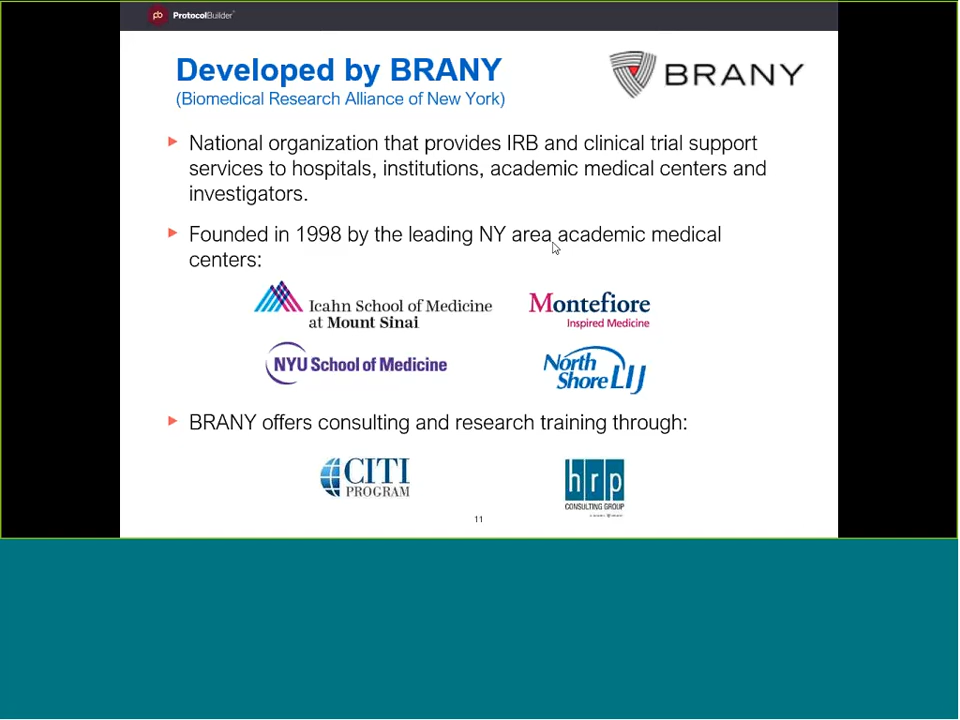 pb ProtocolBuilder
Developed by BRANY
BRANY
(Biomedical Research Alliance of New York)
National organization that provides IRB and clinical trial support
services to hospitals, institutions, academic medical centers and
investigators.
Founded in 1998 by the leading NY area academic medical
centers:
Icahn School of Medicine
at Mount Sinai
Montefiore
Inspired Medicine
NYU School of Medicine
North
Shore LIJ
BRANY offers consulting and research training through:
CITI
PROGRAM
hrp
CONSULTING GROUP
11